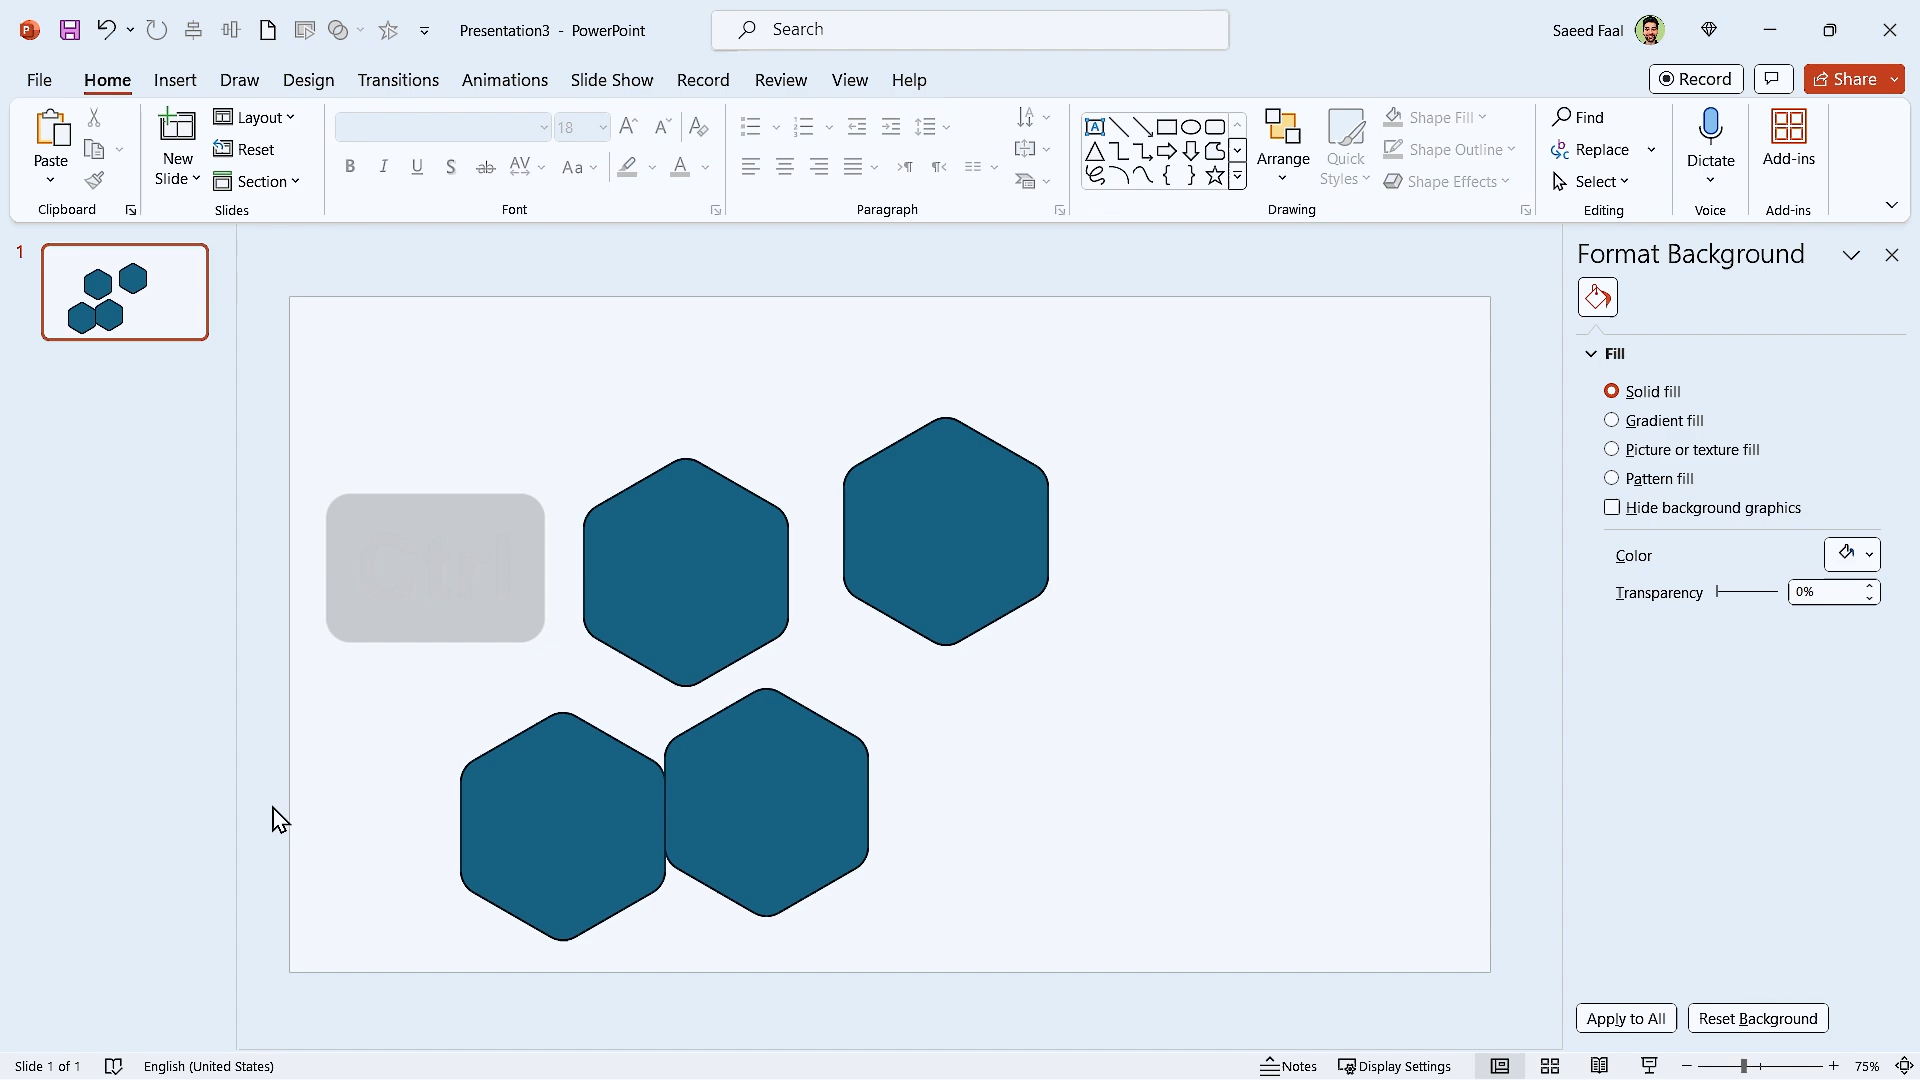 Presentation3 - PowerPoint
Search
Saeed Faal
File Home Insert Draw Design Transitions Animations Slide Show Record Review View Help
Record
Share
Paste
New Slide
Layout
Reset
Section
18
B I U S ab AV Aa A
Arrange
Quick Styles
Shape Fill
Shape Outline
Shape Effects
Find
Replace
Select
Dictate
Add-ins
Clipboard
Slides
Font
Paragraph
Drawing
Editing
Voice
Add-ins
1
Format Background
Fill
Solid fill
Gradient fill
Picture or texture fill
Pattern fill
Hide background graphics
Color
Transparency
0%
Ctrl
Apply to All
Reset Background
Slide 1 of 1
English (United States)
Notes
Display Settings
75%